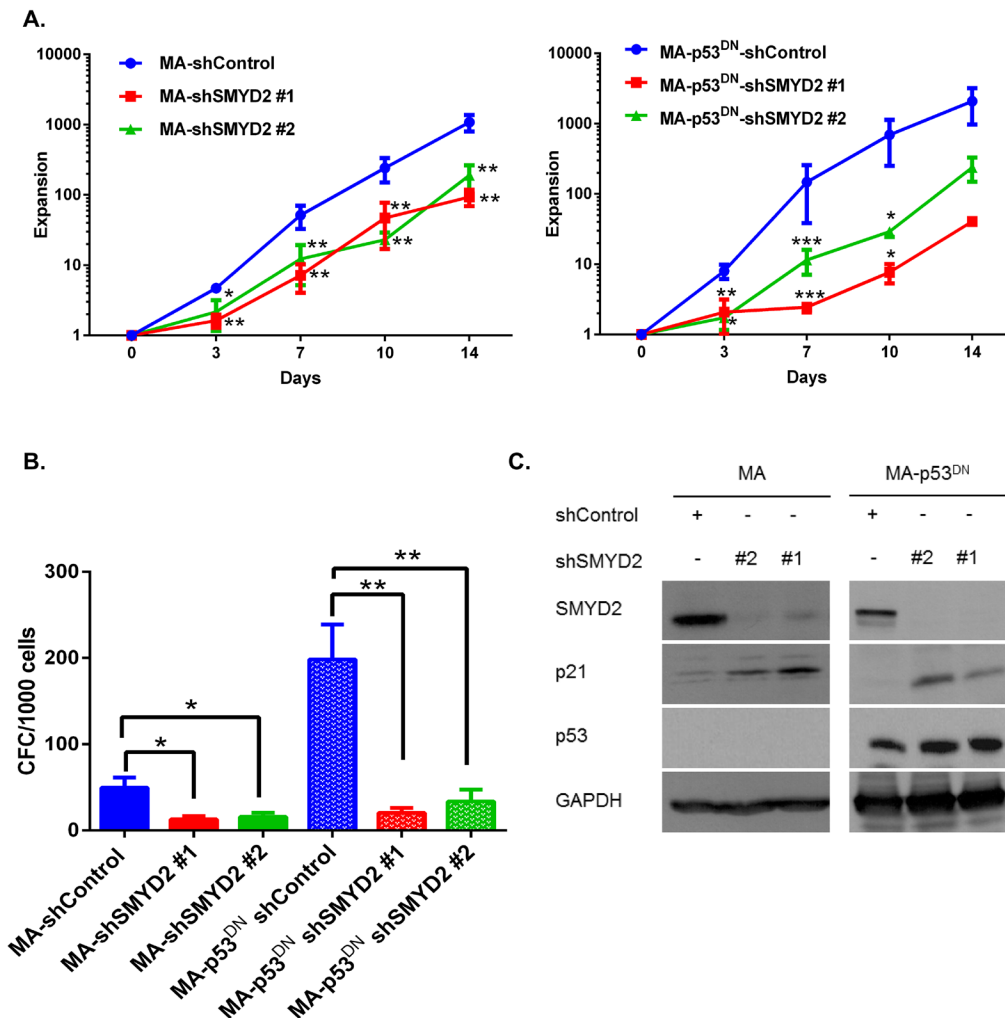 A.
10000
1000
100
10
1
Expansion
MA-shControl
MA-shSMYD2 #1
MA-shSMYD2 #2
*
**
**
**
**
**
**
**
0 3 7 10 14
Days
10000
1000
100
10
1
Expansion
MA-p53DN-shControl
MA-p53DN-shSMYD2 #1
MA-p53DN-shSMYD2 #2
**
*
***
***
*
*
0 3 7 10 14
Days
B.
300
200
100
0
CFC/1000 cells
*
*
**
**
MA-shControl
MA-shSMYD2 #1
MA-shSMYD2 #2
MA-p53DN shControl
MA-p53DN shSMYD2 #1
MA-p53DN shSMYD2 #2
C.
MA MA-p53DN
shControl + - - + - -
shSMYD2 - #2 #1 - #2 #1
SMYD2
p21
p53
GAPDH